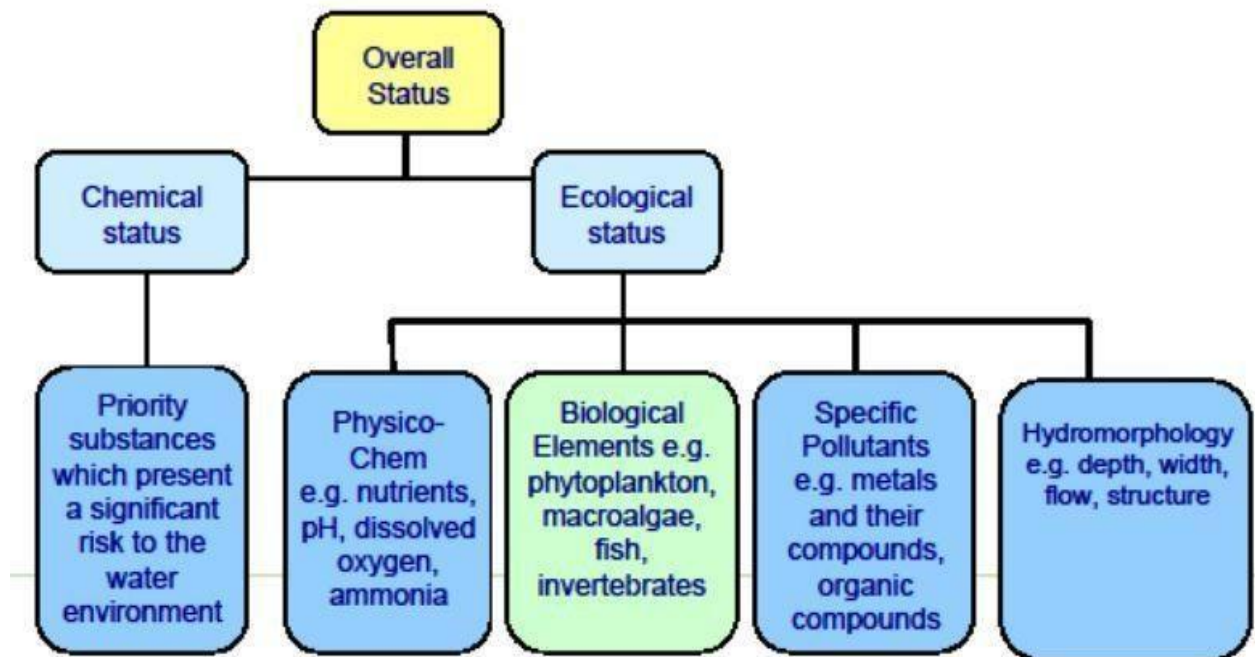 Overall
Status
Chemical
status
Ecological
status
Priority
substances
which present
a significant
risk to the
water
environment
Physico-
Chem
e.g. nutrients,
pH, dissolved
oxygen,
ammonia
Biological
Elements e.g.
phytoplankton,
macroalgae,
fish,
invertebrates
Specific
Pollutants
e.g. metals
and their
compounds,
organic
compounds
Hydromorphology
e.g. depth, width,
flow, structure